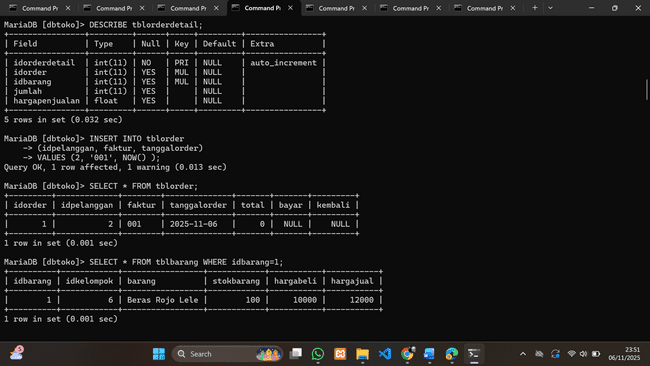 Command Pr Command Pr Command Pr Command Pr Command Pr Command Pr Command Pr Command Pr
MariaDB [dbtoko]> DESCRIBE tblorderdetail;
+---------------+---------+------+-----+---------+----------------+
| Field         | Type    | Null | Key | Default | Extra          |
+---------------+---------+------+-----+---------+----------------+
| idorderdetail | int(11) | NO   | PRI | NULL    | auto_increment |
| idorder       | int(11) | YES  | MUL | NULL    |                |
| idbarang      | int(11) | YES  | MUL | NULL    |                |
| jumlah        | int(11) | YES  |     | NULL    |                |
| hargapenjualan | float   | YES  |     | NULL    |                |
+---------------+---------+------+-----+---------+----------------+
5 rows in set (0.032 sec)
MariaDB [dbtoko]> INSERT INTO tblorder
    -> (idpelanggan, faktur, tanggalorder)
    -> VALUES (2, '001', NOW() );
Query OK, 1 row affected, 1 warning (0.013 sec)
MariaDB [dbtoko]> SELECT * FROM tblorder;
+---------+-------------+--------+--------------+-------+-------+---------+
| idorder | idpelanggan | faktur | tanggalorder | total | bayar | kembali |
+---------+-------------+--------+--------------+-------+-------+---------+
|       1 |           2 | 001    | 2025-11-06   |     0 |  NULL |    NULL |
+---------+-------------+--------+--------------+-------+-------+---------+
1 row in set (0.001 sec)
MariaDB [dbtoko]> SELECT * FROM tblbarang WHERE idbarang=1;
+----------+------------+-----------------+------------+-----------+-----------+
| idbarang | idkelompok | barang          | stokbarang | hargabeli | hargajual |
+----------+------------+-----------------+------------+-----------+-----------+
|        1 |          6 | Beras Rojo Lele |        100 |     10000 |     12000 |
+----------+------------+-----------------+------------+-----------+-----------+
1 row in set (0.001 sec)
Search
23:51
06/11/2025